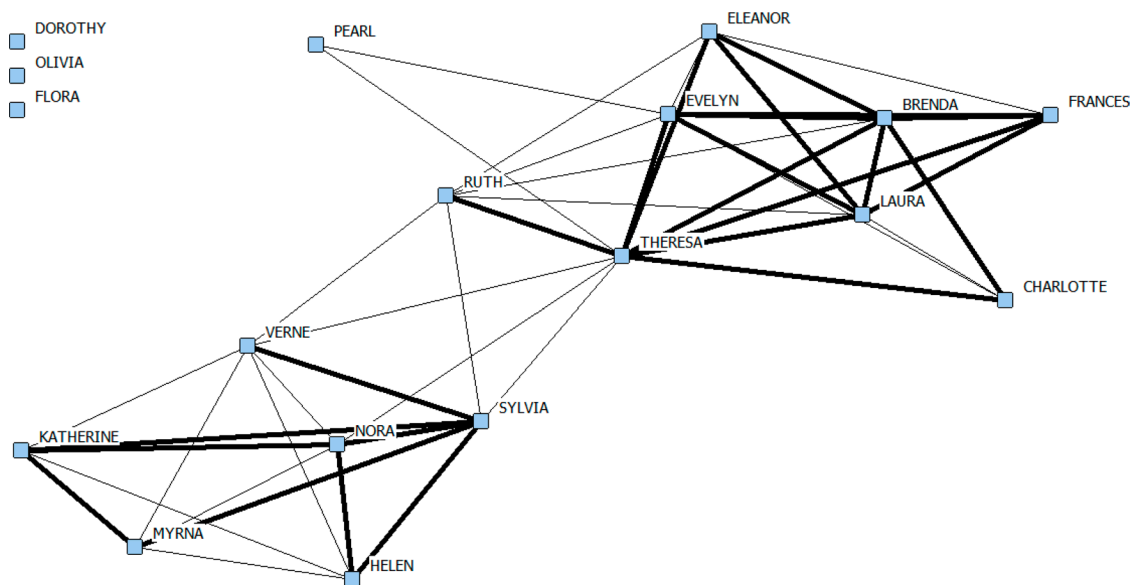 DOROTHY
OLIVIA
FLORA
PEARL
ELEANOR
EVELYN
BRENDA
FRANCES
RUTH
LAURA
THERESA
CHARLOTTE
VERNE
SYLVIA
KATHERINE
NORA
MYRNA
HELEN